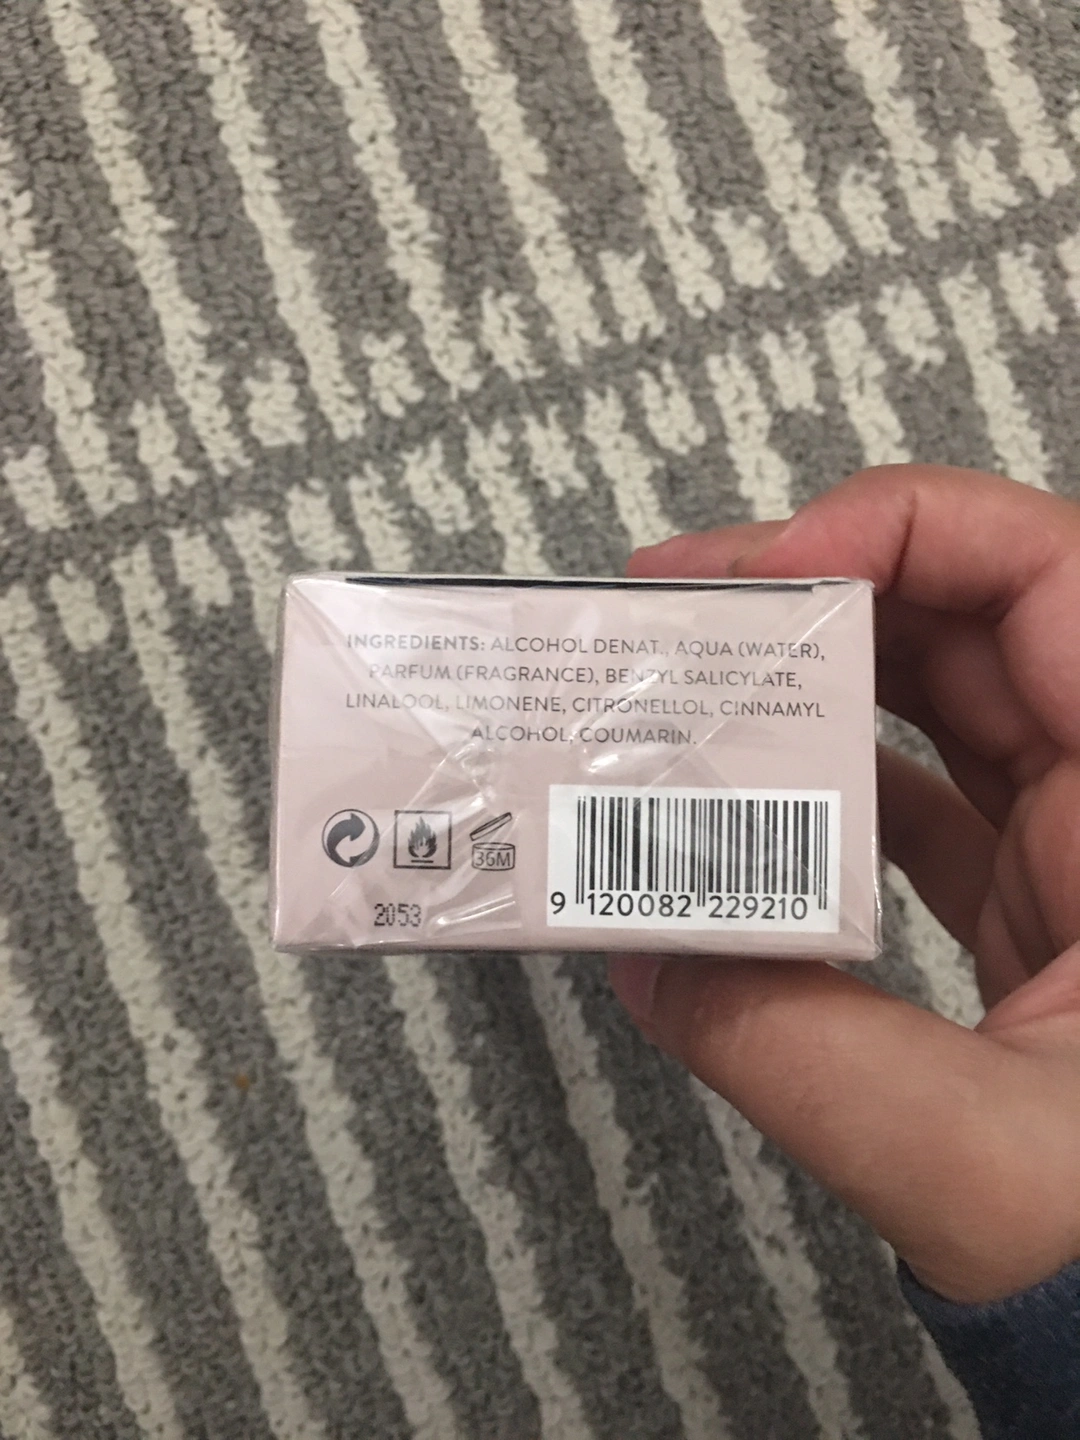 INGREDIENTS: ALCOHOL DENAT., AQUA (WATER),
PARFUM (FRAGRANCE), BENZYL SALICYLATE,
LINALOOL, LIMONENE, CITRONELLOL, CINNAMYL
ALCOHOL, COUMARIN.
36M
2053
9 120082 229210